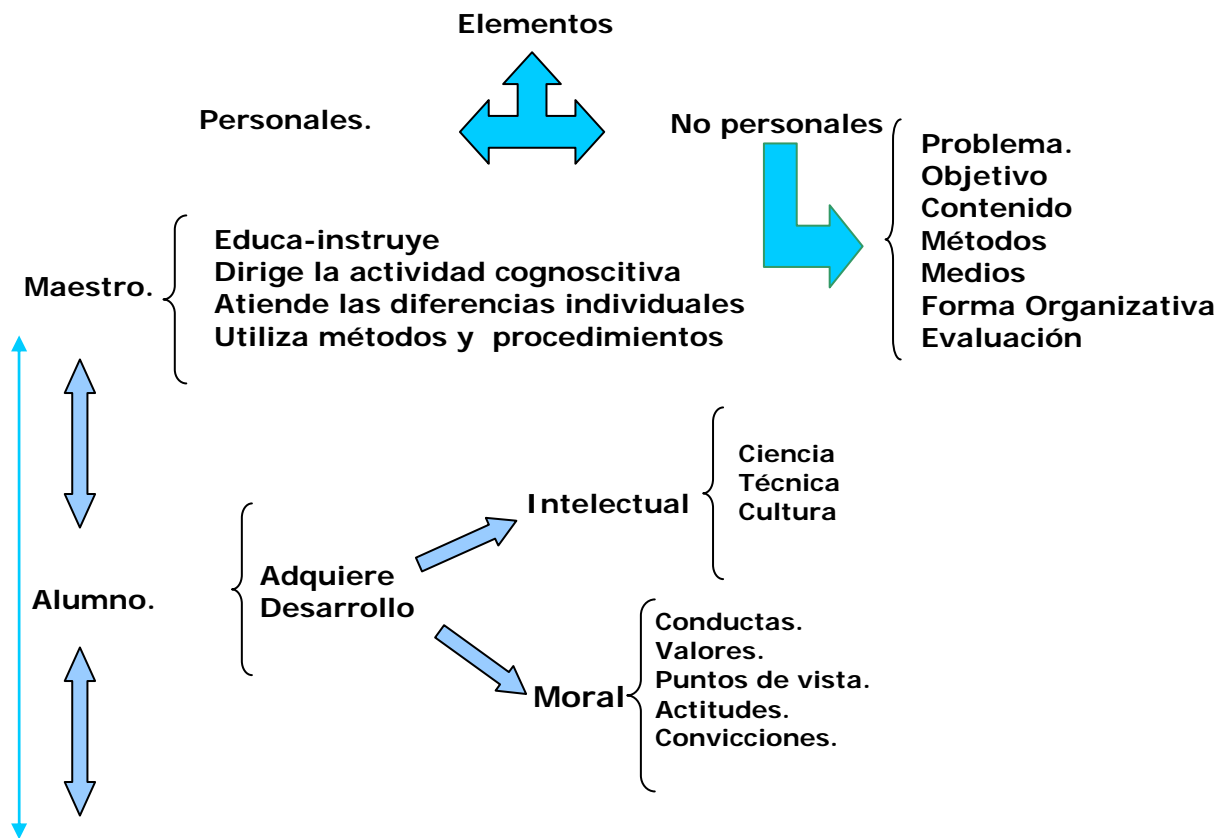 Elementos
Personales.
No personales
Problema.
Objetivo
Contenido
Métodos
Medios
Forma Organizativa
Evaluación
Maestro.
Educa-instruye
Dirige la actividad cognoscitiva
Atiende las diferencias individuales
Utiliza métodos y procedimientos
Alumno.
Adquiere
Desarrollo
Intelectual
Ciencia
Técnica
Cultura
Moral
Conductas.
Valores.
Puntos de vista.
Actitudes.
Convicciones.